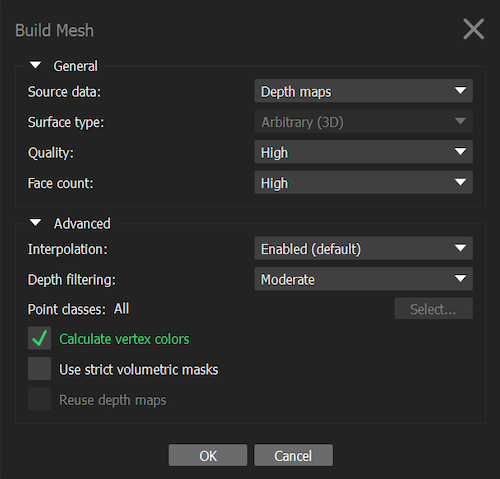 Build Mesh
General
Source data: Depth maps
Surface type: Arbitrary (3D)
Quality: High
Face count: High
Advanced
Interpolation: Enabled (default)
Depth filtering: Moderate
Point classes: All Select...
Calculate vertex colors
Use strict volumetric masks
Reuse depth maps
OK Cancel